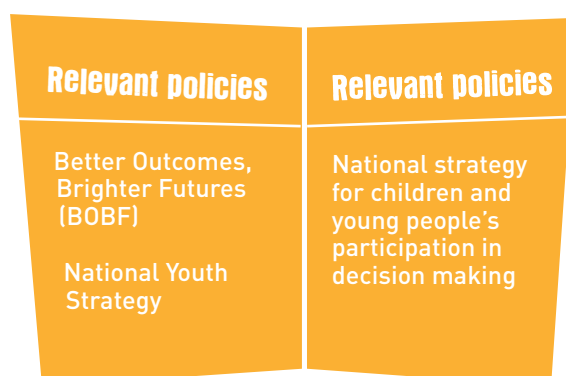 Relevant policies
Better Outcomes,
Brighter Futures
(BOBF)
National Youth
Strategy
Relevant policies
National strategy
for children and
young people's
participation in
decision making